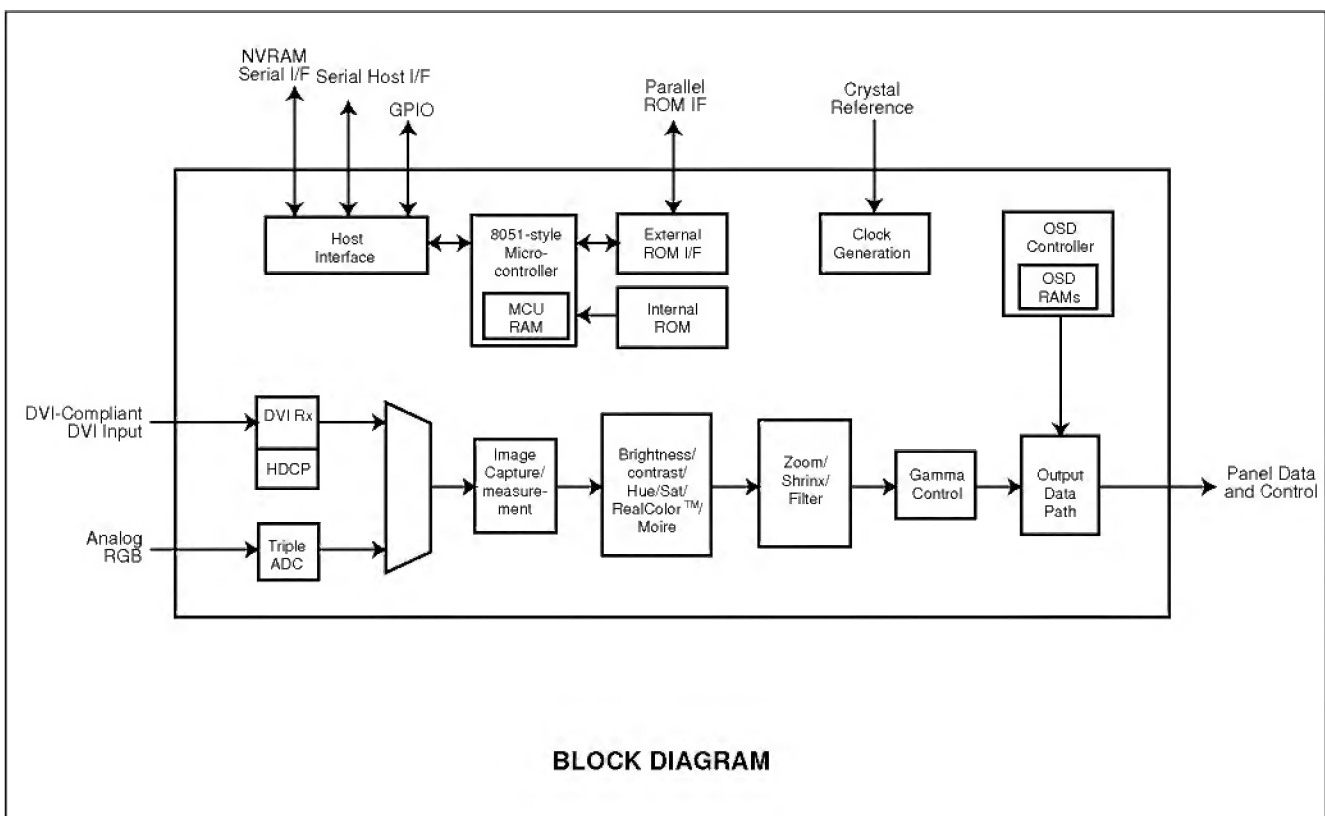 NVRAM
Serial I/F
Serial Host I/F
GPIO
Parallel
ROM IF
Crystal
Reference
Host
Interface
8051-style
Micro-
controller
MCU
RAM
External
ROM I/F
Internal
ROM
Clock
Generation
OSD
Controller
OSD
RAMs
DVI-Compliant
DVI Input
DVI Rx
HDCP
Analog
RGB
Triple
ADC
Image
Capture/
measure-
ment
Brightness/
contrast/
Hue/Sat/
RealColor™/
Moire
Zoom/
Shrinx/
Filter
Gamma
Control
Output
Data
Path
Panel Data
and Control
BLOCK DIAGRAM